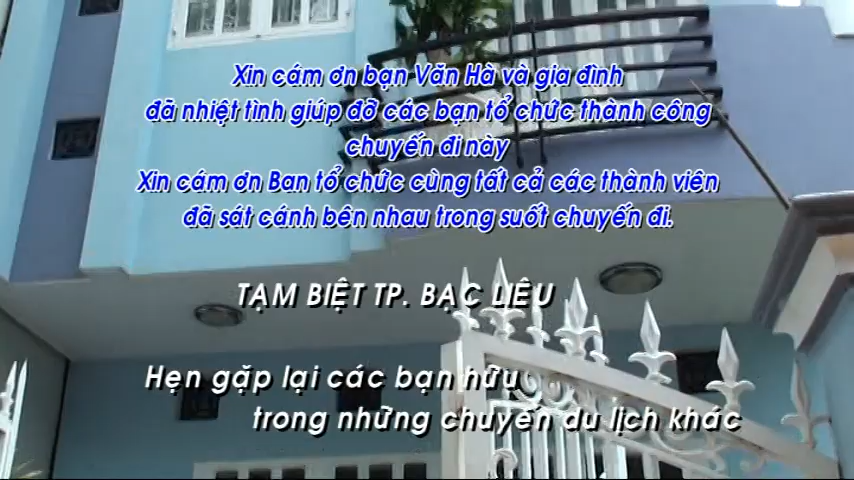 Xin cám ơn bạn Văn Hà và gia đình
đã nhiệt tình giúp đỡ các bạn tổ chức thành công
chuyến đi này
Xin cám ơn Ban tổ chức cùng tất cả các thành viên
đã sát cánh bên nhau trong suốt chuyến đi.
TẠM BIỆT TP. BẠC LIÊU
Hẹn gặp lại các bạn hữu
trong những chuyến du lịch khác